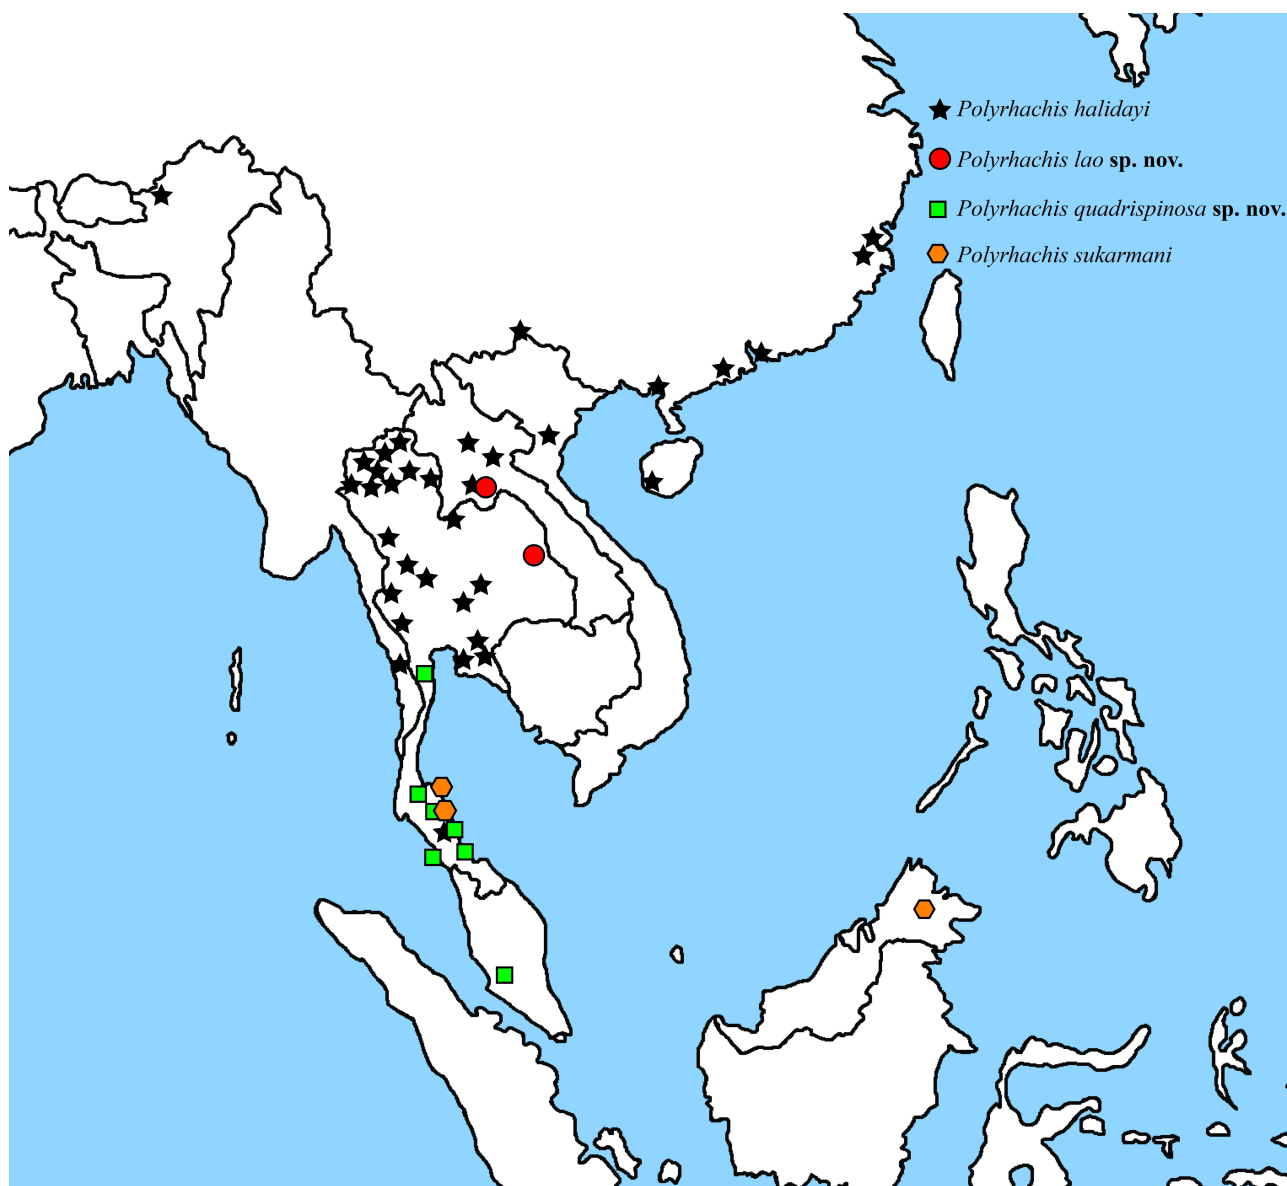 Polyrhachis halidayi
Polyrhachis lao sp. nov.
Polyrhachis quadrispinosa sp. nov.
Polyrhachis sukarmani